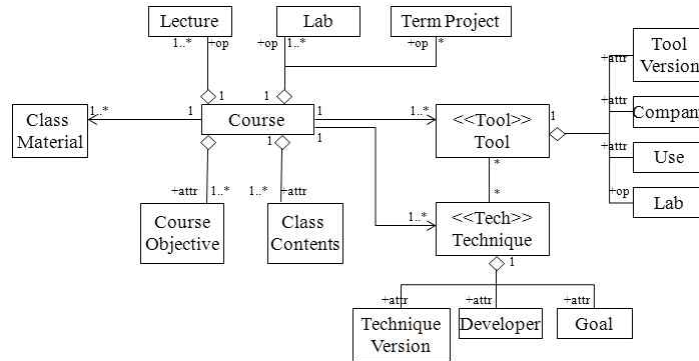 Lecture
Lab
Term Project
1..*
+op
+op
1..*
+op
*
Tool
Version
+attr
1
1
Class
Material
1..*
1
Course
1
1
1..*
<<Tool>>
Tool
1
+attr
Company
+attr
Use
+op
Lab
*
*
+attr
1..*
1..*
+attr
Course
Objective
Class
Contents
1..*
<<Tech>>
Technique
1
+attr
+attr
+attr
Technique
Version
Developer
Goal